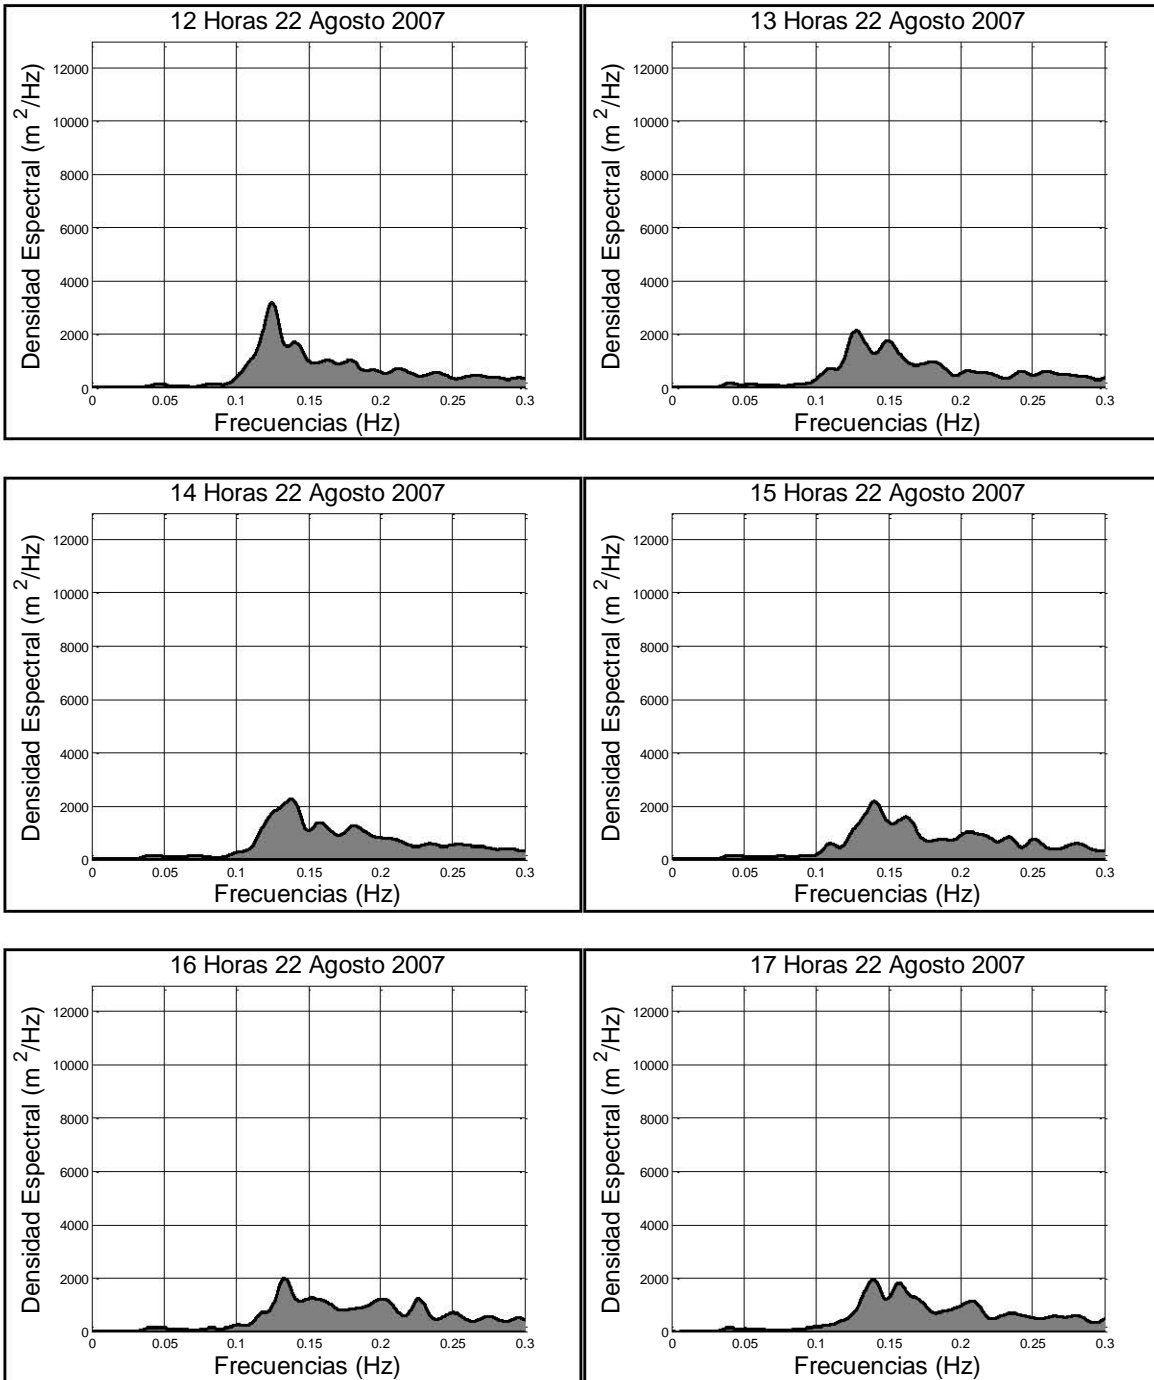 12 Horas 22 Agosto 2007
Densidad Espectral (m 2/Hz)
12000
10000
8000
6000
4000
2000
0
0 0.05 0.1 0.15 0.2 0.25 0.3
Frecuencias (Hz)
13 Horas 22 Agosto 2007
Densidad Espectral (m 2/Hz)
12000
10000
8000
6000
4000
2000
0
0 0.05 0.1 0.15 0.2 0.25 0.3
Frecuencias (Hz)
14 Horas 22 Agosto 2007
Densidad Espectral (m 2/Hz)
12000
10000
8000
6000
4000
2000
0
0 0.05 0.1 0.15 0.2 0.25 0.3
Frecuencias (Hz)
15 Horas 22 Agosto 2007
Densidad Espectral (m 2/Hz)
12000
10000
8000
6000
4000
2000
0
0 0.05 0.1 0.15 0.2 0.25 0.3
Frecuencias (Hz)
16 Horas 22 Agosto 2007
Densidad Espectral (m 2/Hz)
12000
10000
8000
6000
4000
2000
0
0 0.05 0.1 0.15 0.2 0.25 0.3
Frecuencias (Hz)
17 Horas 22 Agosto 2007
Densidad Espectral (m 2/Hz)
12000
10000
8000
6000
4000
2000
0
0 0.05 0.1 0.15 0.2 0.25 0.3
Frecuencias (Hz)